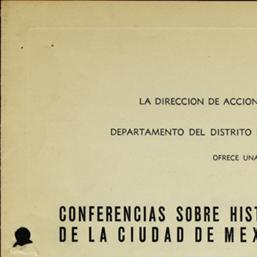 LA DIRECCION DE ACCION
DEPARTAMENTO DEL DISTRITO
OFRECE UNA
CONFERENCIAS SOBRE HIST
DE LA CIUDAD DE MEX